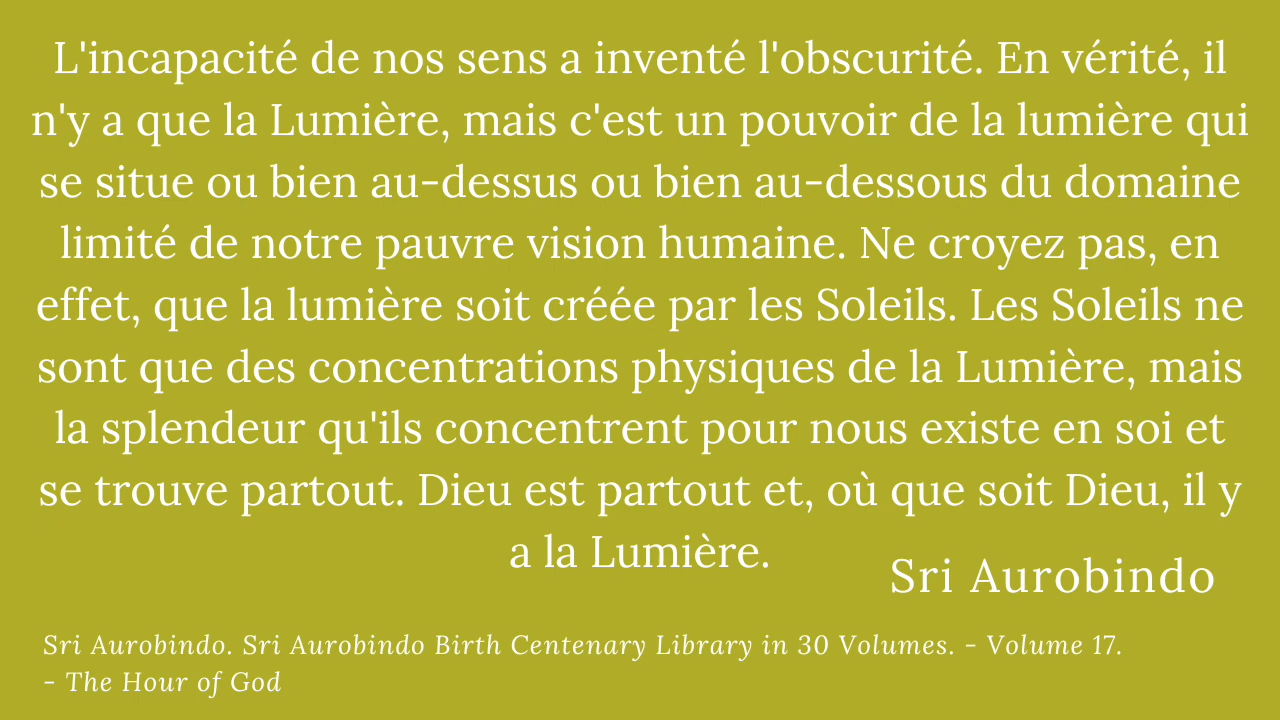 L'incapacité de nos sens a inventé l'obscurité. En vérité, il
n'y a que la Lumière, mais c'est un pouvoir de la lumière qui
se situe ou bien au-dessus ou bien au-dessous du domaine
limité de notre pauvre vision humaine. Ne croyez pas, en
effet, que la lumière soit créée par les Soleils. Les Soleils ne
sont que des concentrations physiques de la Lumière, mais
la splendeur qu'ils concentrent pour nous existe en soi et
se trouve partout. Dieu est partout et, où que soit Dieu, il y
a la Lumière.
Sri Aurobindo
Sri Aurobindo. Sri Aurobindo Birth Centenary Library in 30 Volumes. - Volume 17.
- The Hour of God